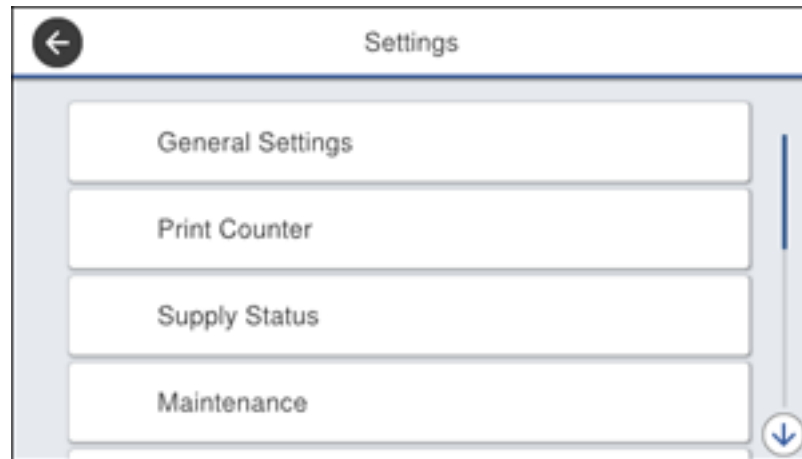 Settings
General Settings
Print Counter
Supply Status
Maintenance